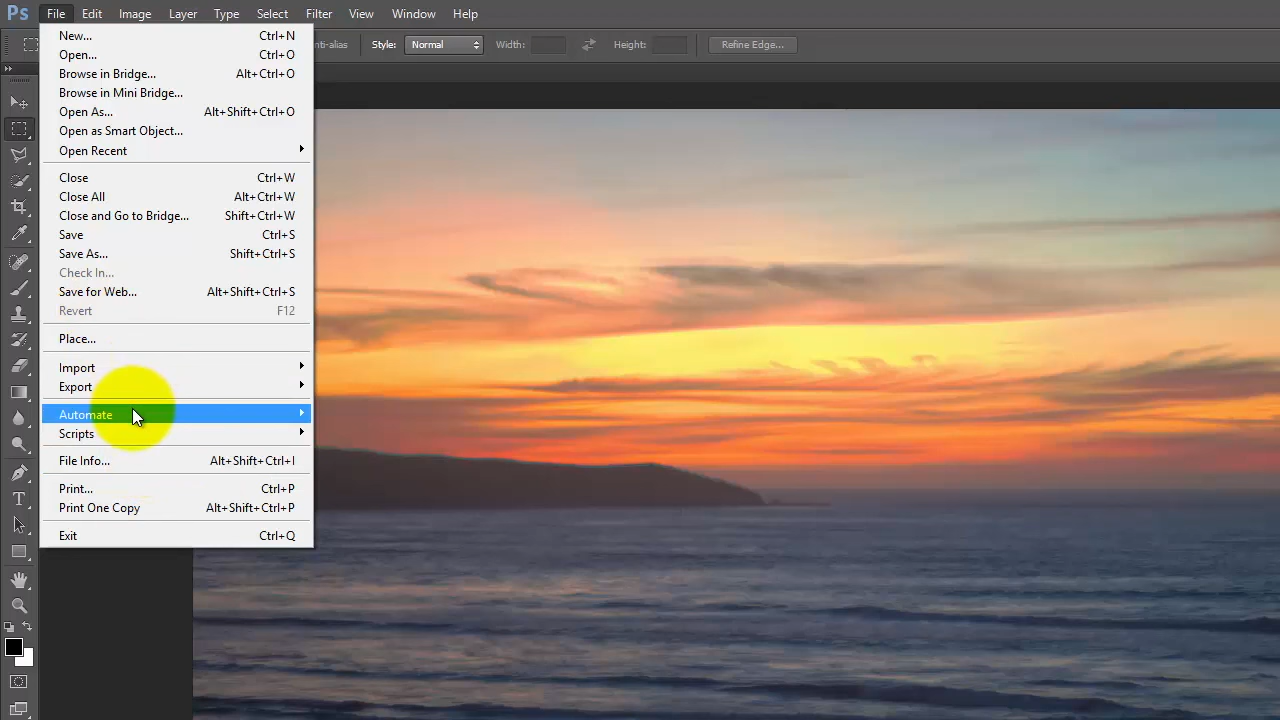 Ps File Edit Image Layer Type Select Filter View Window Help
nti-alias Style: Normal Width: Height: Refine Edge...
New... Ctrl+N
Open... Ctrl+O
Browse in Bridge... Alt+Ctrl+O
Browse in Mini Bridge...
Open As... Alt+Shift+Ctrl+O
Open as Smart Object...
Open Recent
Close Ctrl+W
Close All Alt+Ctrl+W
Close and Go to Bridge... Shift+Ctrl+W
Save Ctrl+S
Save As... Shift+Ctrl+S
Check In...
Save for Web... Alt+Shift+Ctrl+S
Revert F12
Place...
Import
Export
Automate
Scripts
File Info... Alt+Shift+Ctrl+I
Print... Ctrl+P
Print One Copy Alt+Shift+Ctrl+P
Exit Ctrl+Q